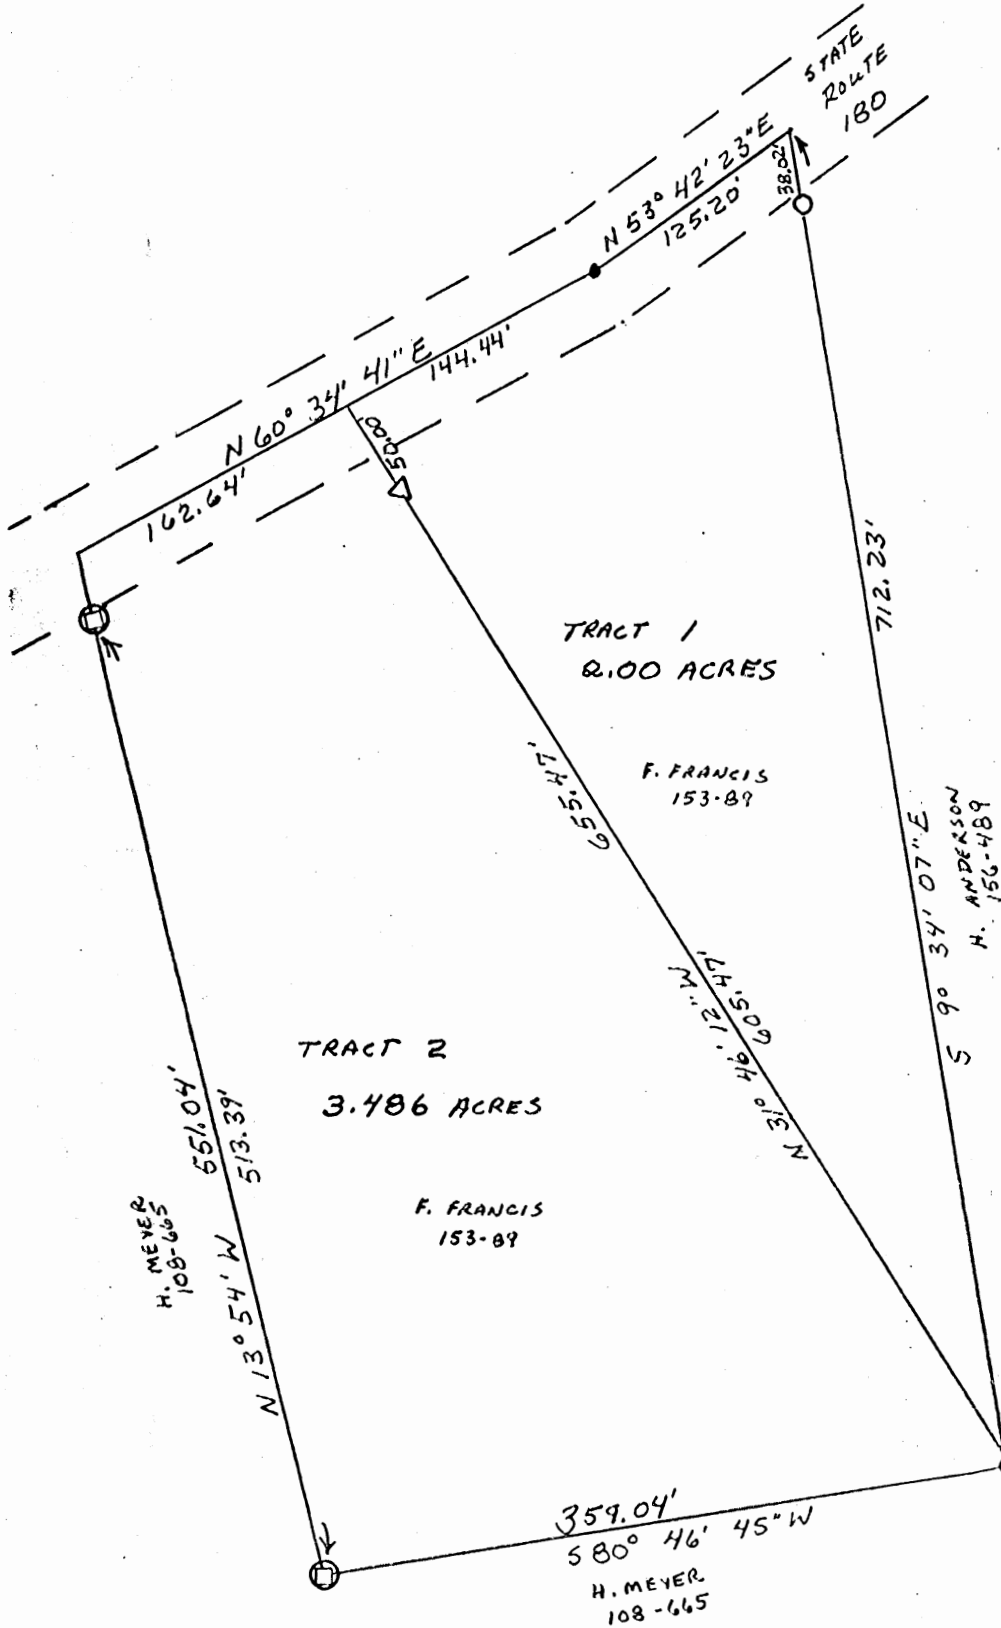 STATE
ROUTE
180
N 53° 42' 23" E
125.20'
38.02'
N 60° 34' 41" E
144.44'
162.64'
50.00'
712.23'
TRACT 1
2.00 ACRES
F. FRANCIS
153-89
655.47'
S 9° 34' 07" E
H. ANDERSON
156-489
605.47'
N 31° 46' 12" W
TRACT 2
3.486 ACRES
F. FRANCIS
153-89
551.04'
513.39'
N 13° 54' W
H. MEYER
108-665
359.04'
S 80° 46' 45" W
H. MEYER
108-665